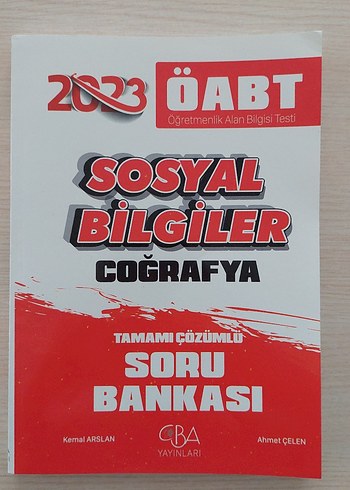 2023
ÖABT
Öğretmenlik Alan Bilgisi Testi
SOSYAL
BİLGİLER
COĞRAFYA
TAMAMI ÇÖZÜMLÜ
SORU
BANKASI
Kemal ARSLAN
CBA
YAYINLARI
Ahmet ÇELEN